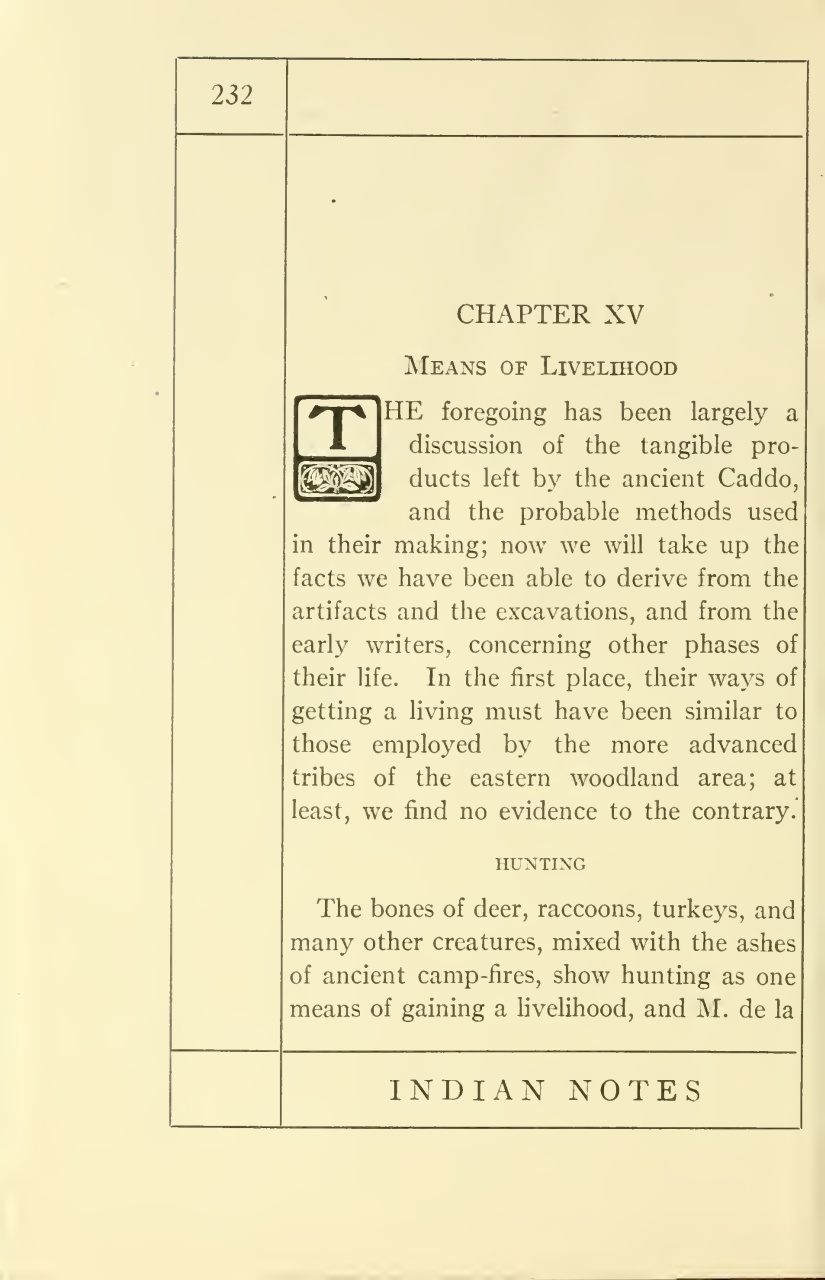 232
CHAPTER XV
MEANS OF LIVELIHOOD
THE foregoing has been largely a
discussion of the tangible pro-
ducts left by the ancient Caddo,
and the probable methods used
in their making; now we will take up the
facts we have been able to derive from the
artifacts and the excavations, and from the
early writers, concerning other phases of
their life. In the first place, their ways of
getting a living must have been similar to
those employed by the more advanced
tribes of the eastern woodland area; at
least, we find no evidence to the contrary.
HUNTING
The bones of deer, raccoons, turkeys, and
many other creatures, mixed with the ashes
of ancient camp-fires, show hunting as one
means of gaining a livelihood, and M. de la
INDIAN NOTES